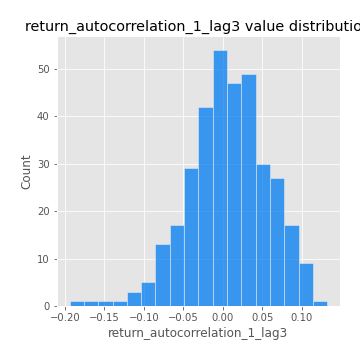 return_autocorrelation_1_lag3 value distributio
50
40
30
20
10
0
Count
−0.20 −0.15 −0.10 −0.05 0.00 0.05 0.10
return_autocorrelation_1_lag3